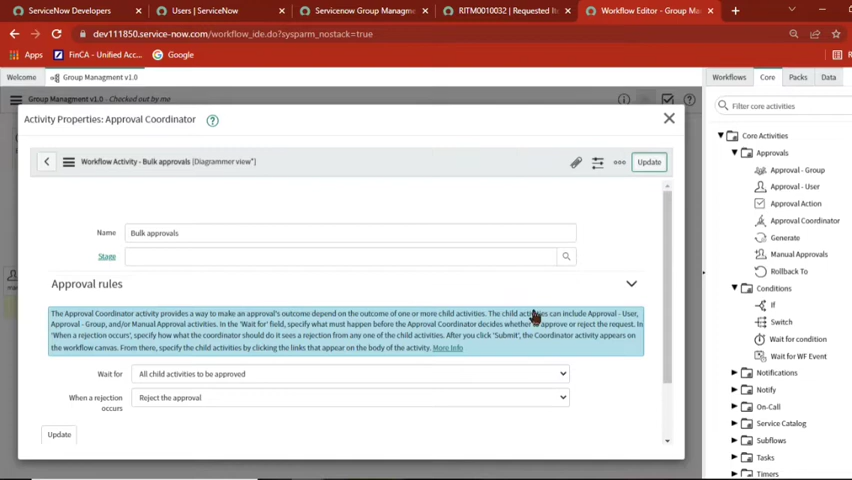 ServiceNow Developers
Users | ServiceNow
Servicenow Group Managme
RITM0010032 | Requested It
Workflow Editor - Group Ma
dev111850.service-now.com/workflow_ide.do?sysparm_nostack=true
Apps
FinCA - Unified Acc...
Google
Welcome
Group Managment v1.0
Workflows
Core
Packs
Data
Group Managment v1.0 - Checked out by me
Filter core activities
Activity Properties: Approval Coordinator
Workflow Activity - Bulk approvals [Diagrammer view*]
Update
Name
Bulk approvals
Stage
Approval rules
The Approval Coordinator activity provides a way to make an approval's outcome depend on the outcome of one or more child activities. The child activities can include Approval - User,
Approval - Group, and/or Manual Approval activities. In the 'Wait for' field, specify what must happen before the Approval Coordinator decides whether to approve or reject the request. In
'When a rejection occurs', specify how what the coordinator should do it sees a rejection from any one of the child activities. After you click 'Submit', the Coordinator activity appears on
the workflow canvas. From there, specify the child activities by clicking the links that appear on the body of the activity. More Info
Wait for
All child activities to be approved
When a rejection
occurs
Reject the approval
Update
Core Activities
Approvals
Approval - Group
Approval - User
Approval Action
Approval Coordinator
Generate
Manual Approvals
Rollback To
Conditions
If
Switch
Wait for condition
Wait for WF Event
Notifications
Notify
On-Call
Service Catalog
Subflows
Tasks
Timers